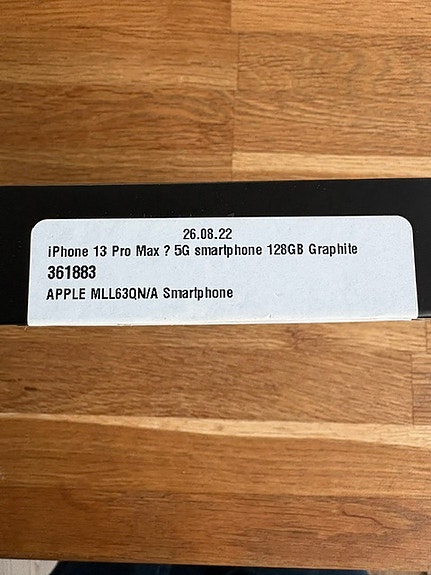 26.08.22
iPhone 13 Pro Max ? 5G smartphone 128GB Graphite
361883
APPLE MLL63QN/A Smartphone